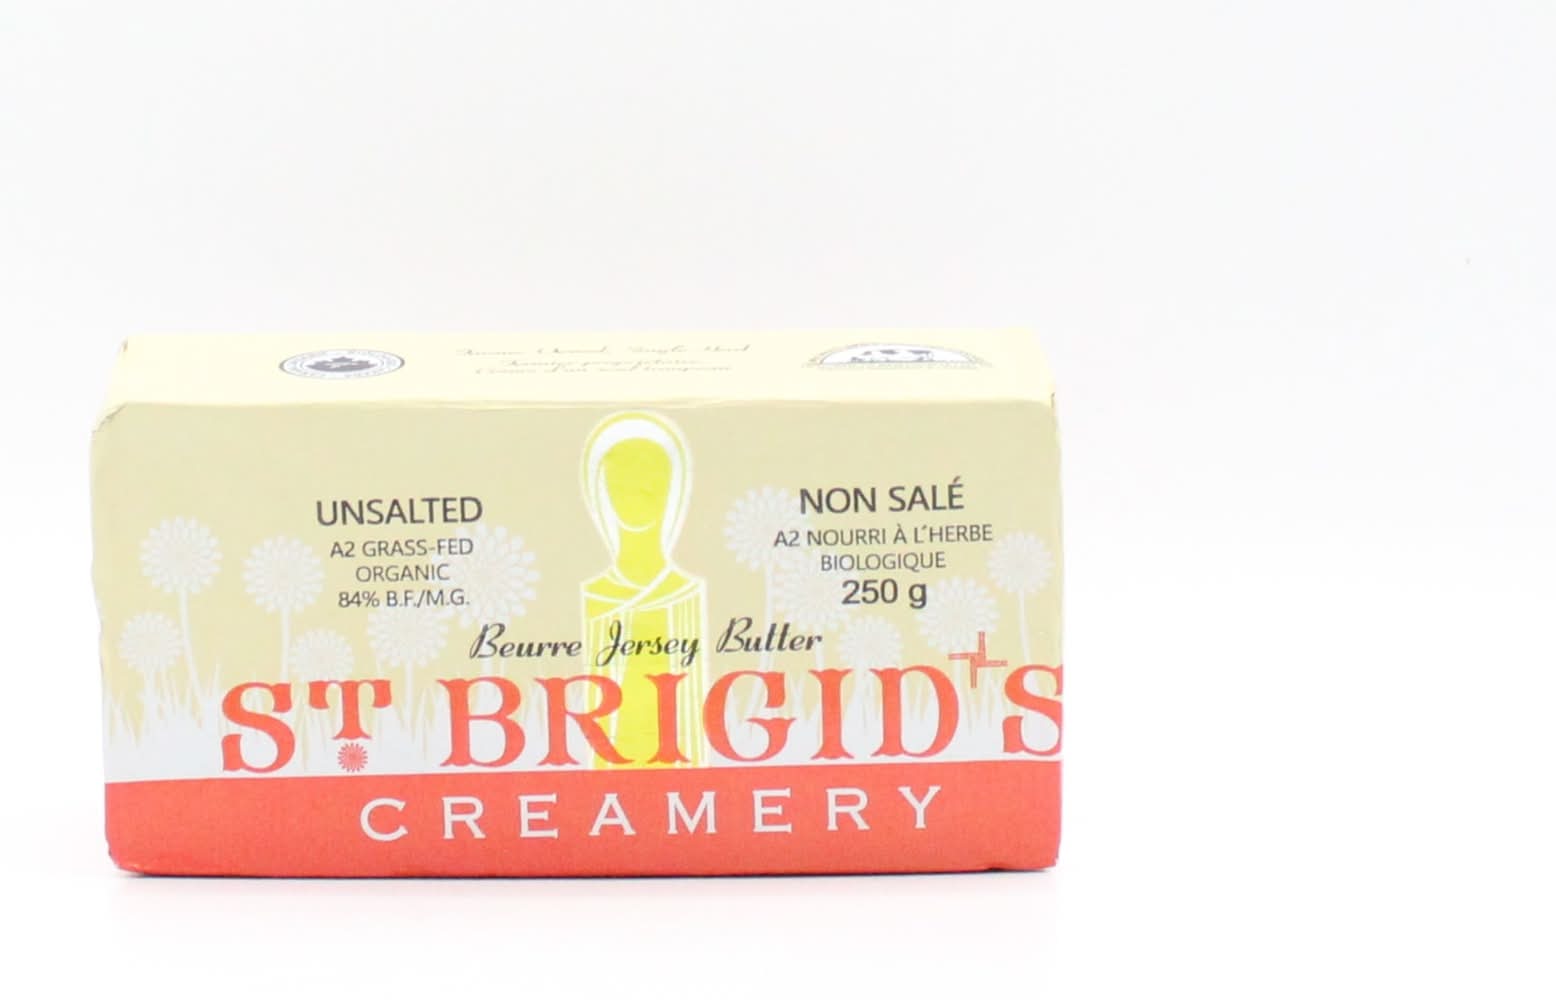 UNSALTED
A2 GRASS-FED
ORGANIC
84% B.F./M.G.
NON SALÉ
A2 NOURRI À L'HERBE
BIOLOGIQUE
250 g
Beurre Jersey Butter
ST BRIGID'S
CREAMERY